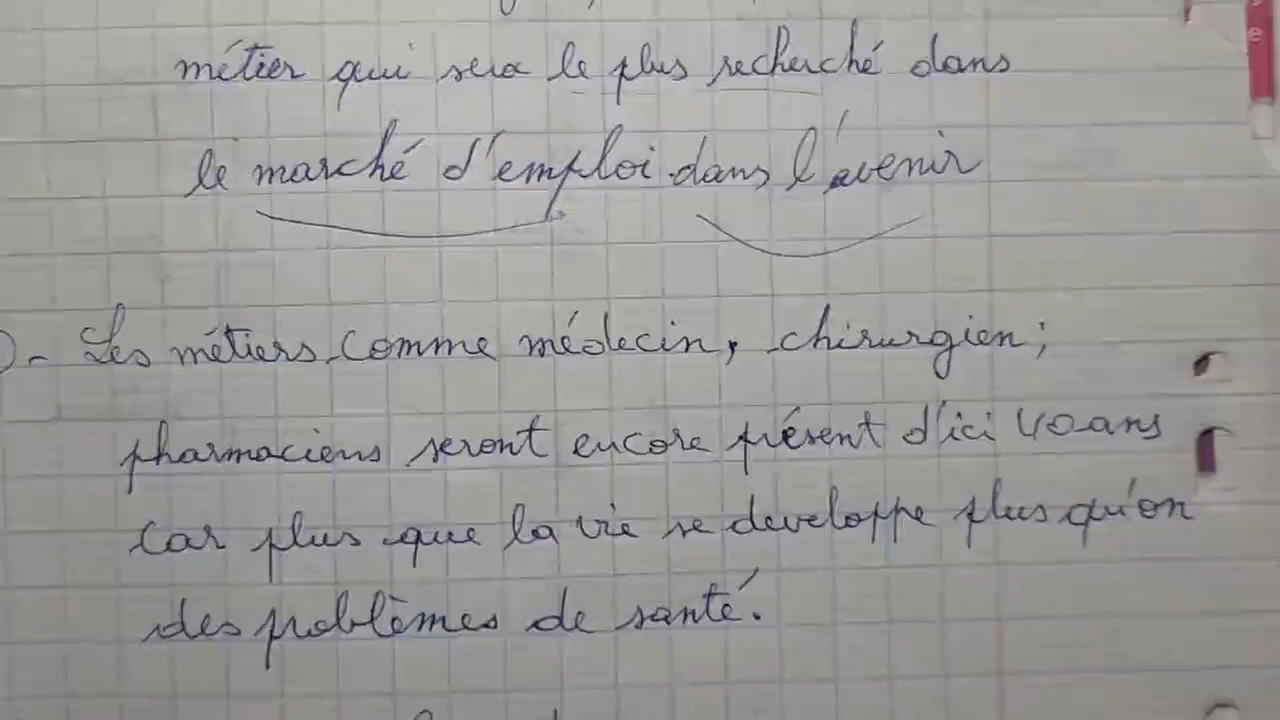 métier qui sera le plus recherché dans
le marché d'emploi dans l'avenir
- Les métiers comme médecin, chirurgien;
pharmaciens seront encore présent d'ici 40 ans
car plus que la vie se developpe plus qu'on
des problèmes de santé.